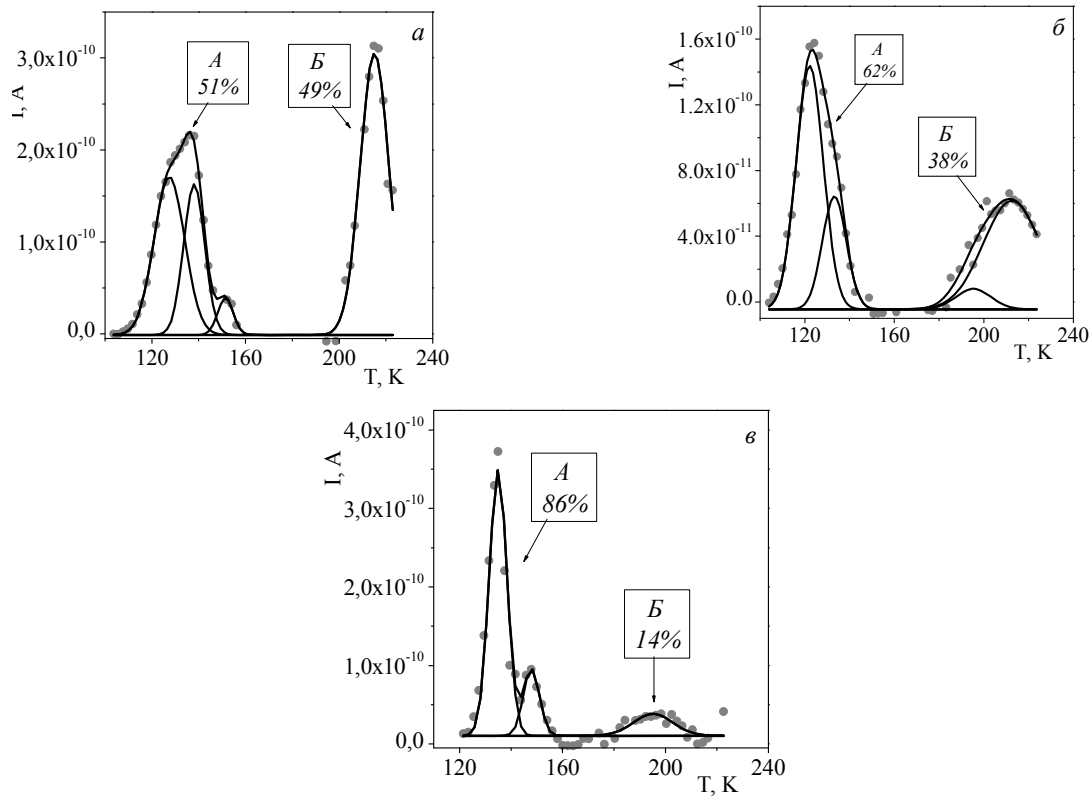 а
I, A
3,0x10⁻¹⁰
2,0x10⁻¹⁰
1,0x10⁻¹⁰
0,0
А
51%
Б
49%
120 160 200 240
T, K
б
I, A
1.6x10⁻¹⁰
1.2x10⁻¹⁰
8.0x10⁻¹¹
4.0x10⁻¹¹
0.0
А
62%
Б
38%
120 160 200 240
T, K
в
I, A
4,0x10⁻¹⁰
3,0x10⁻¹⁰
2,0x10⁻¹⁰
1,0x10⁻¹⁰
0,0
А
86%
Б
14%
120 160 200 240
T, K